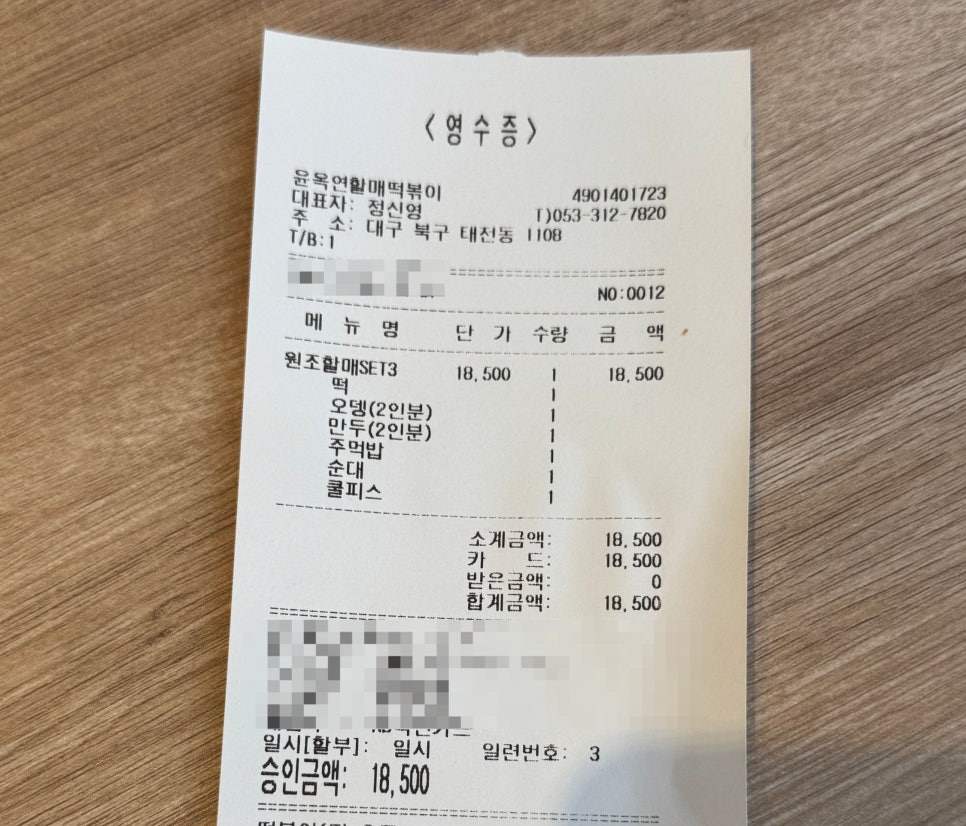 <영수증>
윤옥연할매떡볶이 4901401723
대표자: 정신영 T)053-312-7820
주 소: 대구 북구 태전동 1108
T/B:1
NO:0012
메 뉴 명 단 가 수량 금 액
원조할매SET3 18,500 1 18,500
떡 1
오뎅(2인분) 1
만두(2인분) 1
주먹밥 1
순대 1
쿨피스 1
소계금액: 18,500
카 드: 18,500
받은금액: 0
합계금액: 18,500
일시[할부]: 일시 일련번호: 3
승인금액: 18,500